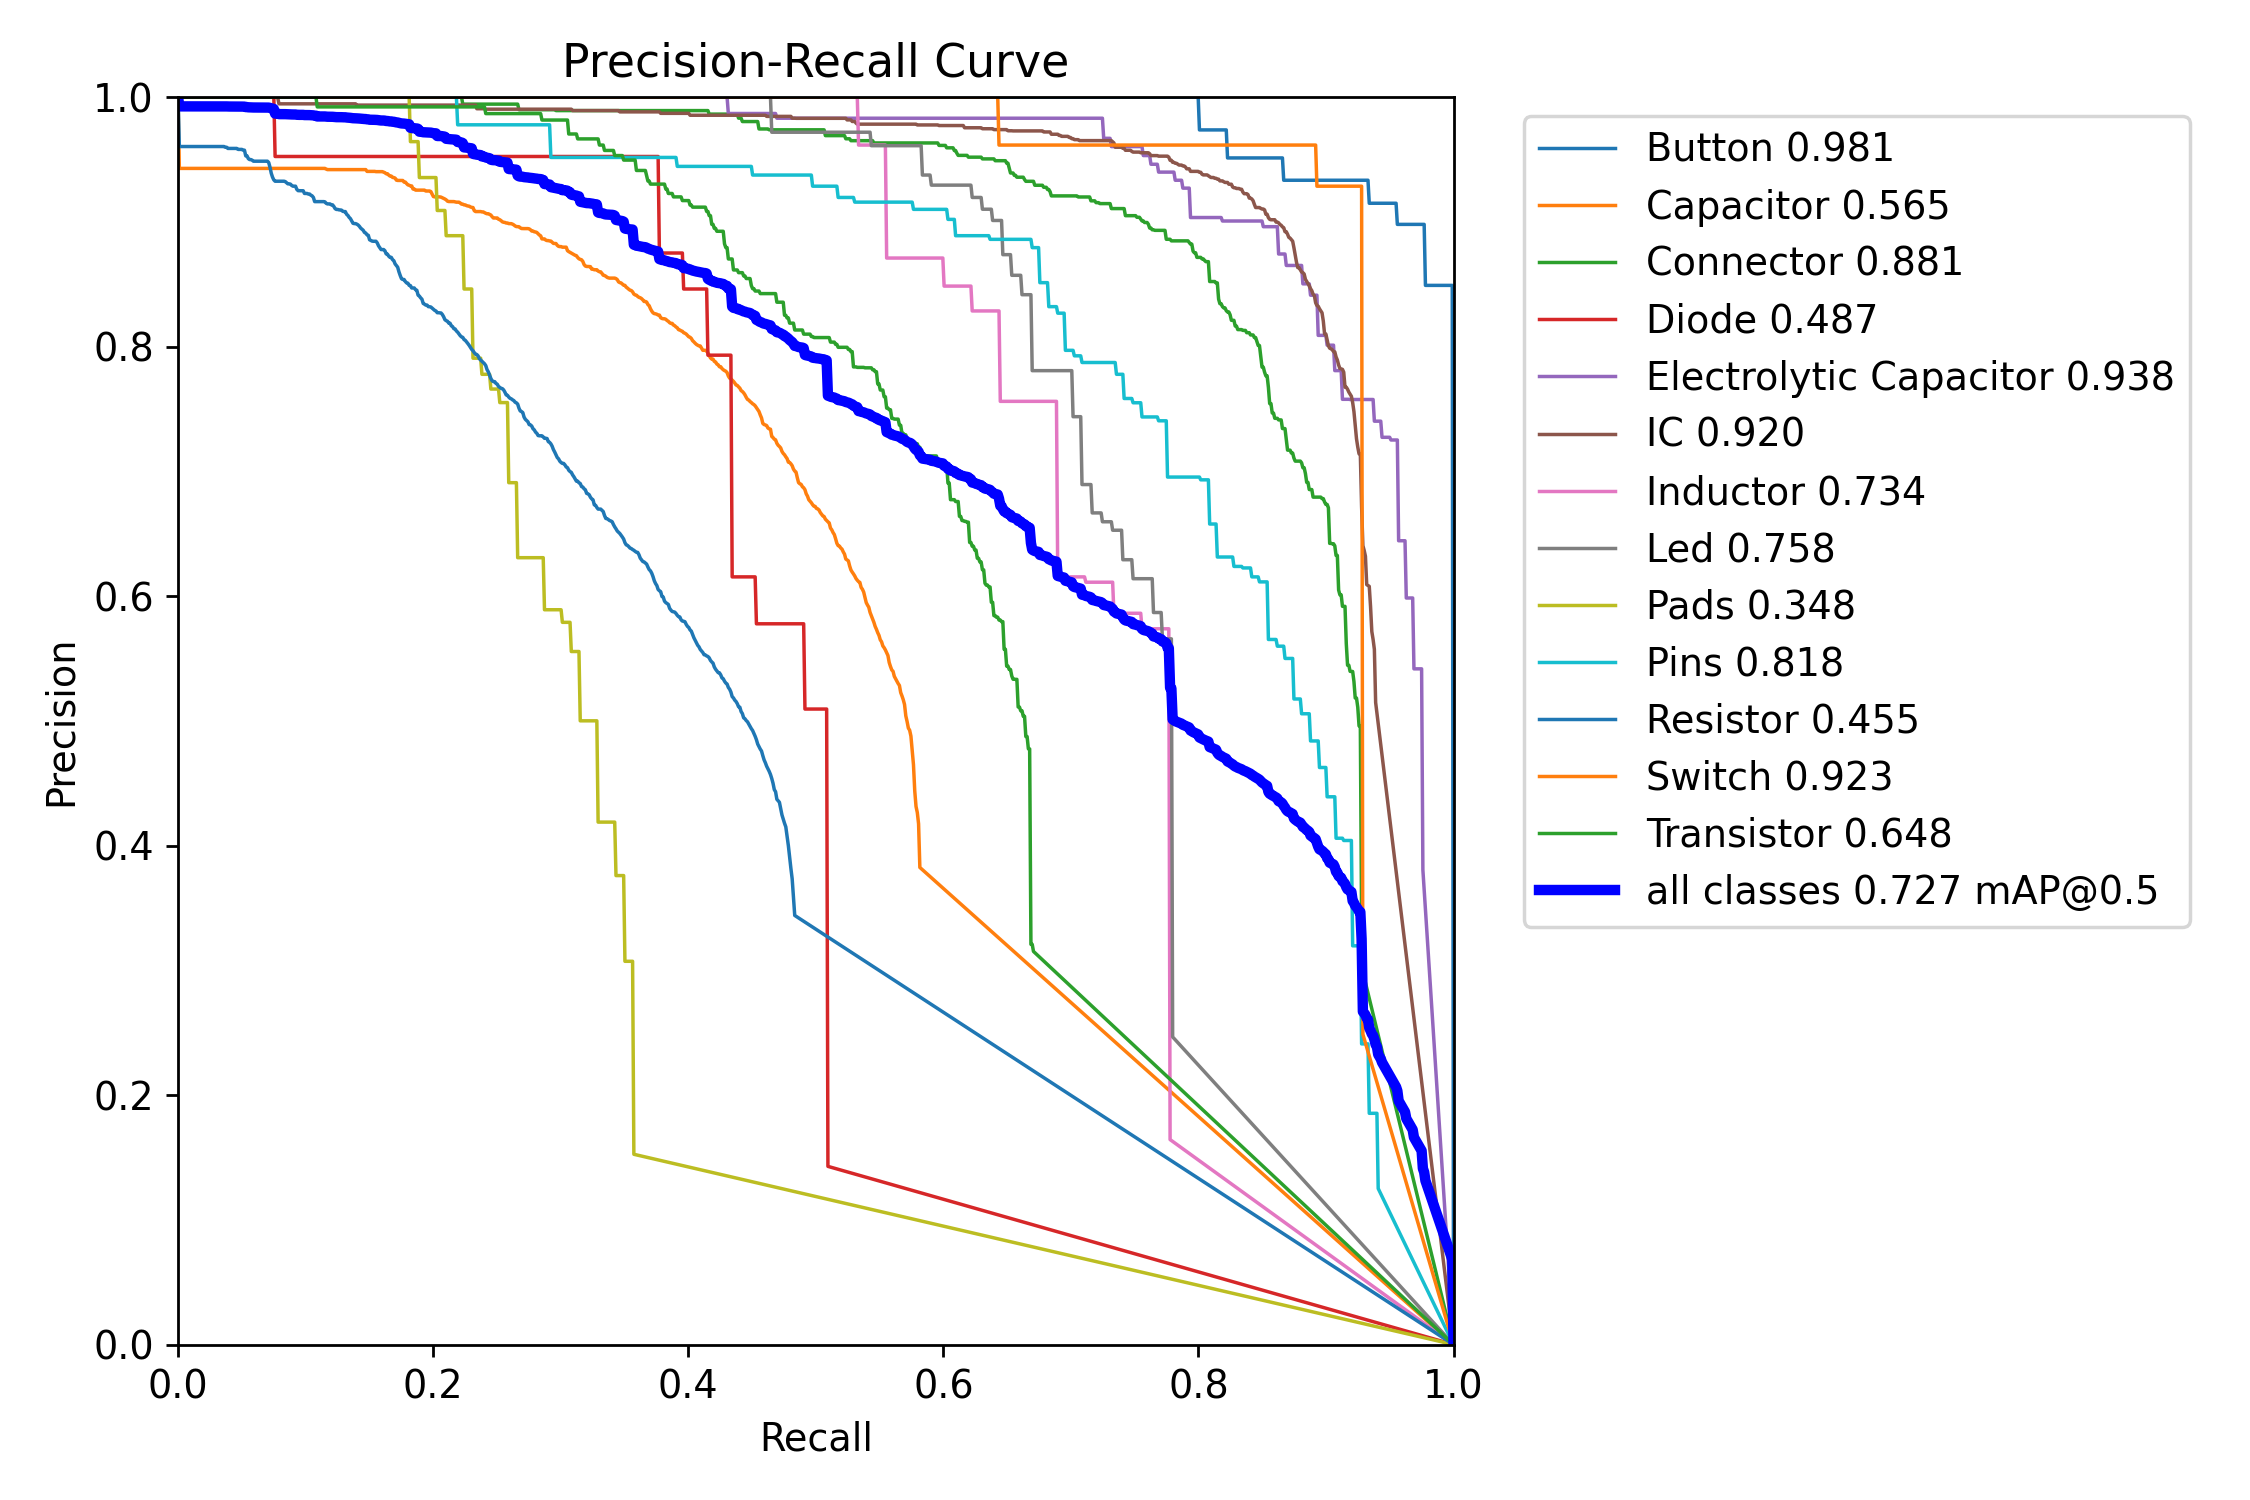 Precision-Recall Curve
1.0
0.8
0.6
0.4
0.2
0.0
Precision
0.0 0.2 0.4 0.6 0.8 1.0
Recall
Button 0.981
Capacitor 0.565
Connector 0.881
Diode 0.487
Electrolytic Capacitor 0.938
IC 0.920
Inductor 0.734
Led 0.758
Pads 0.348
Pins 0.818
Resistor 0.455
Switch 0.923
Transistor 0.648
all classes 0.727 mAP@0.5